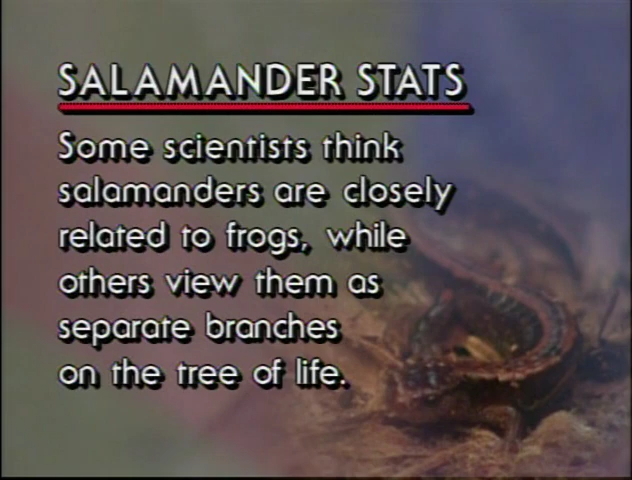 SALAMANDER STATS
Some scientists think
salamanders are closely
related to frogs, while
others view them as
separate branches
on the tree of life.